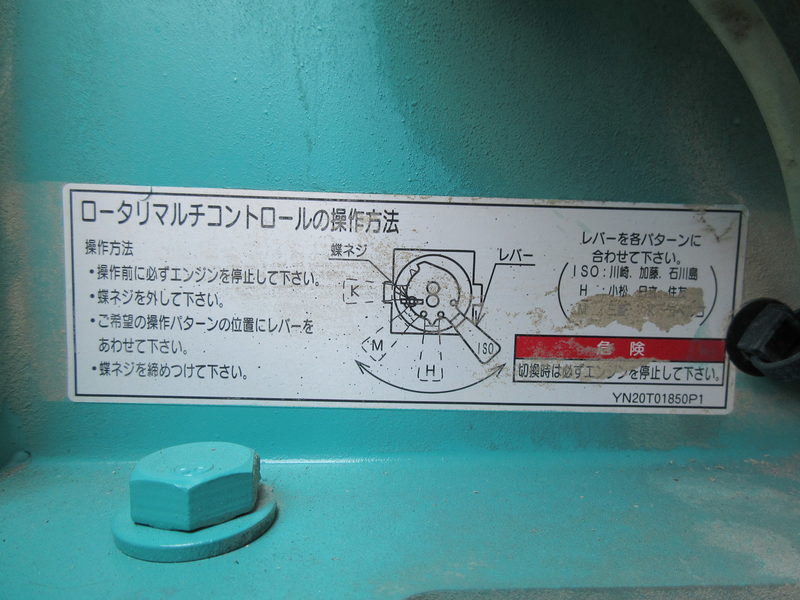 ロータリマルチコントロールの操作方法
操作方法
・操作前に必ずエンジンを停止して下さい。
・蝶ネジを外して下さい。
・ご希望の操作パターンの位置にレバーを
あわせて下さい。
・蝶ネジを締めつけて下さい。
蝶ネジ
レバー
K
M
H
ISO
レバーを各パターンに
合わせて下さい。
ISO：川崎、加藤、石川島
H：小松、日立、住友
危険
切換時は必ずエンジンを停止して下さい。
YN20T01850P1